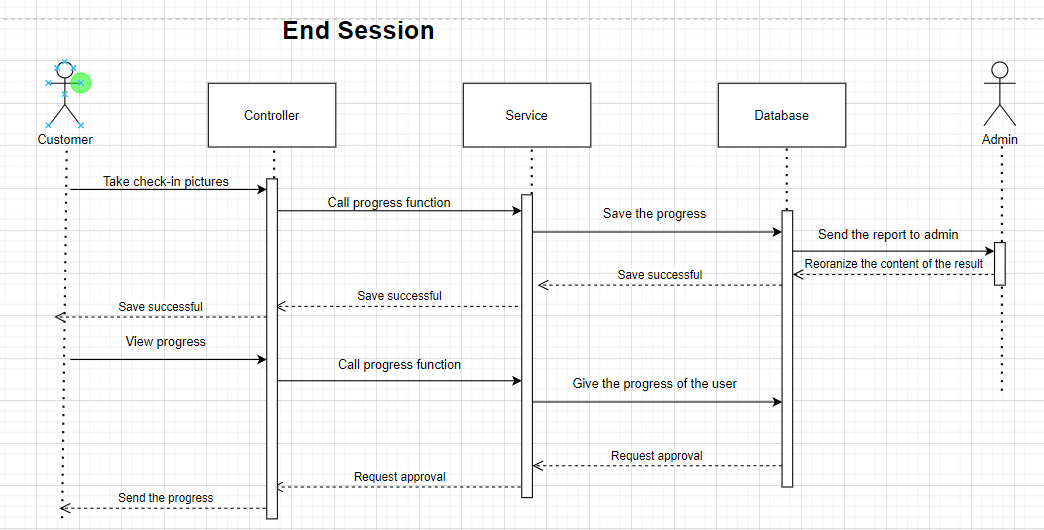 End Session
Customer
Controller
Service
Database
Admin
Take check-in pictures
Call progress function
Save the progress
Send the report to admin
Reoranize the content of the result
Save successful
Save successful
Save successful
View progress
Call progress function
Give the progress of the user
Request approval
Request approval
Send the progress